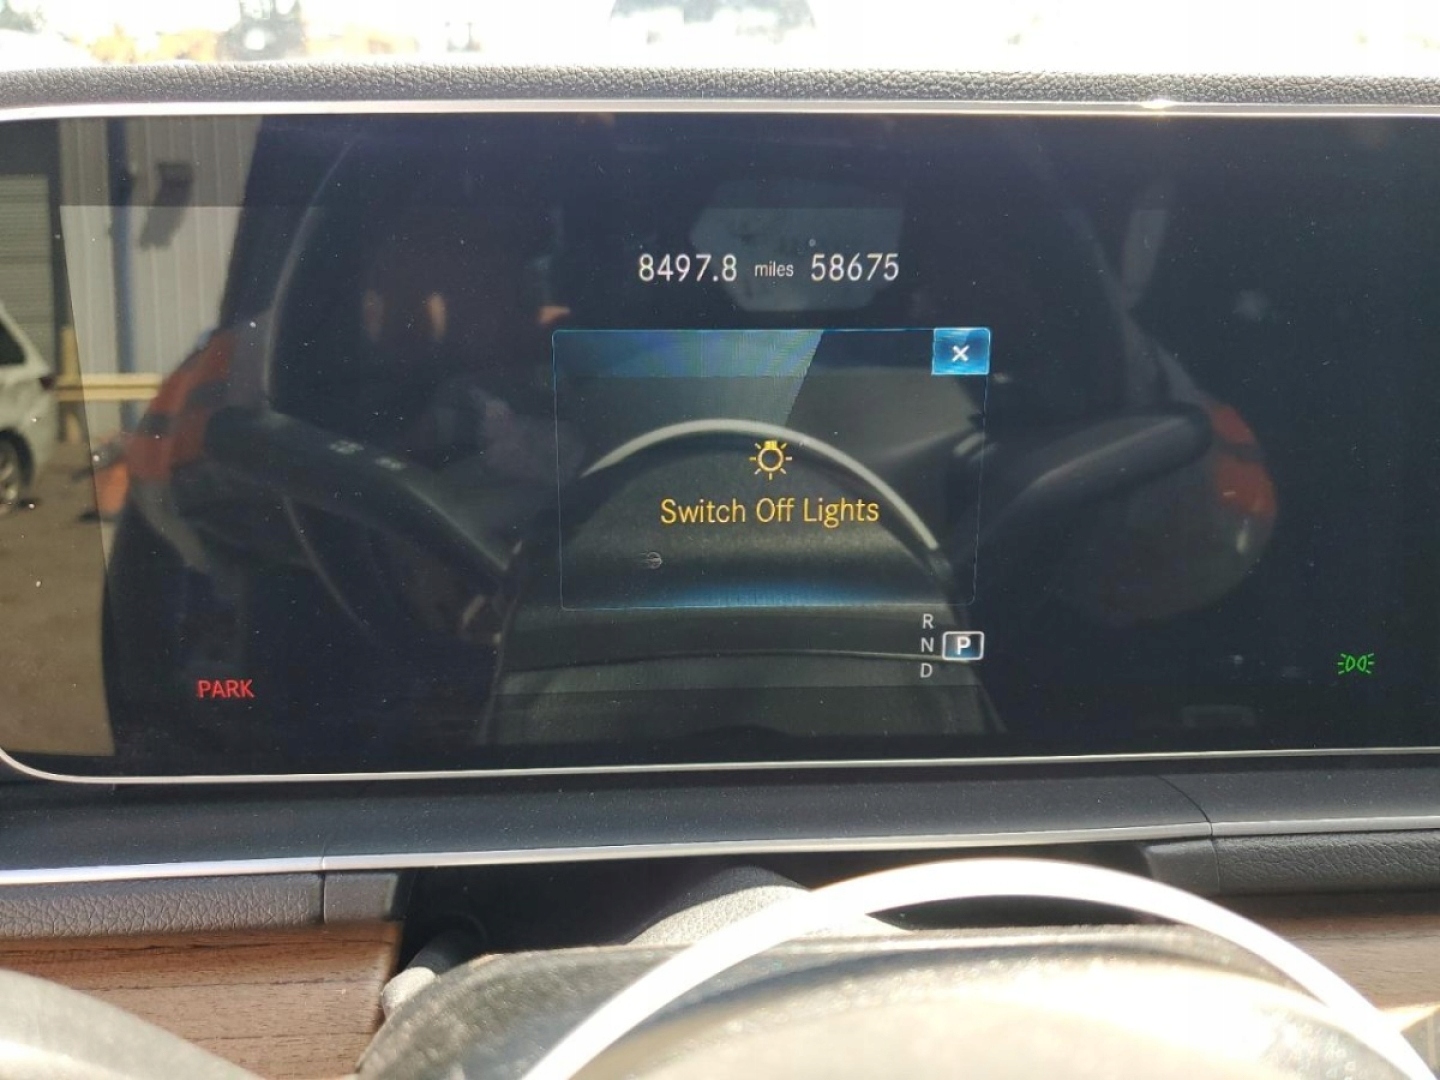 8497.8 miles 58675
Switch Off Lights
R
N P
D
PARK